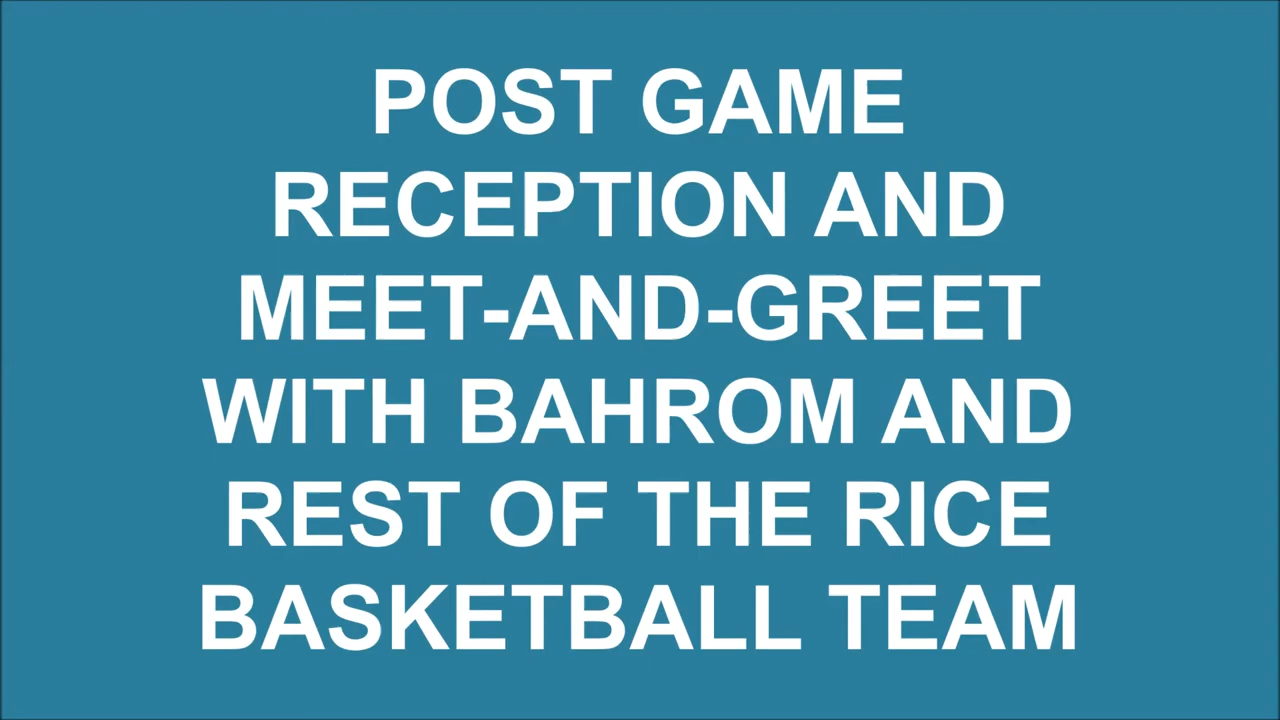 POST GAME
RECEPTION AND
MEET-AND-GREET
WITH BAHROM AND
REST OF THE RICE
BASKETBALL TEAM